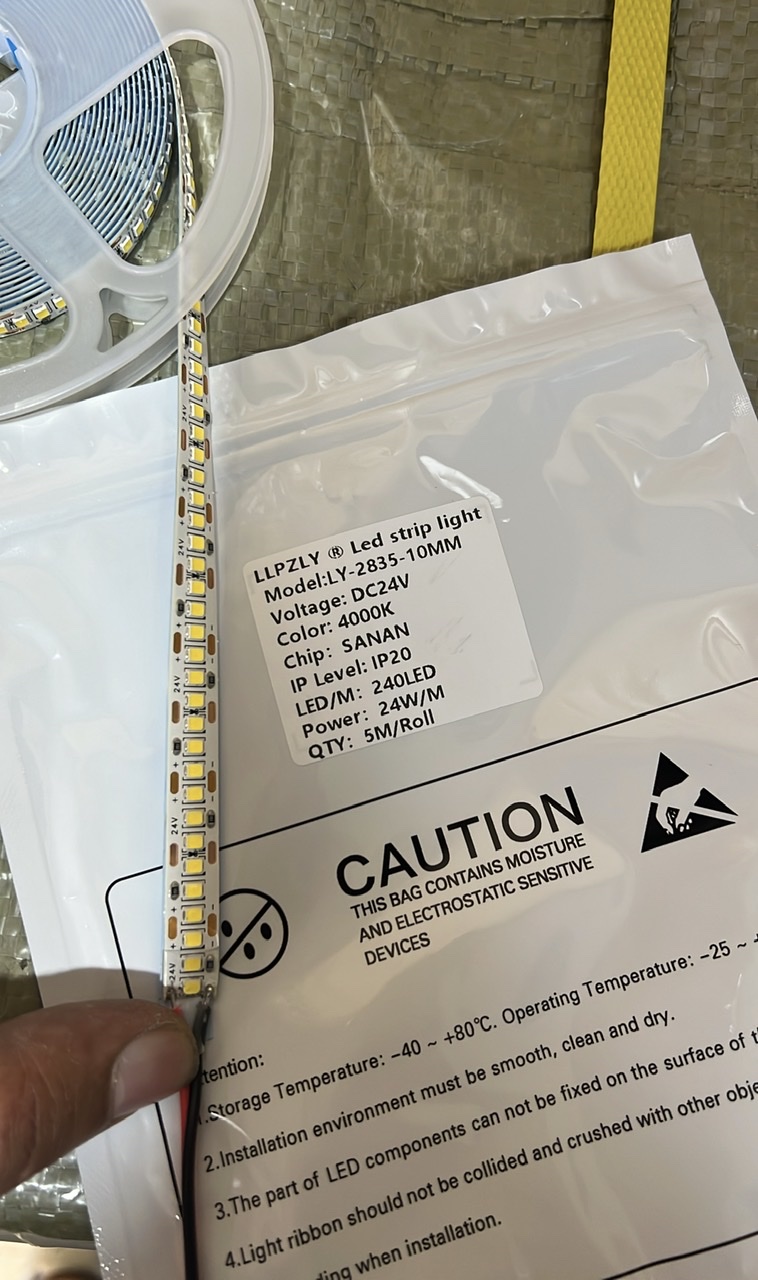 LLPZLY ® Led strip light
Model:LY-2835-10MM
Voltage: DC24V
Color: 4000K
Chip: SANAN
IP Level: IP20
LED/M: 240LED
Power: 24W/M
QTY: 5M/Roll
CAUTION
THIS BAG CONTAINS MOISTURE
AND ELECTROSTATIC SENSITIVE
DEVICES
tention:
1.Storage Temperature: -40 ~ +80℃. Operating Temperature: -25 ~ +
2.Installation environment must be smooth, clean and dry.
3.The part of LED components can not be fixed on the surface of
4.Light ribbon should not be collided and crushed with other
when installation.
24V
24V
24V
24V
24V